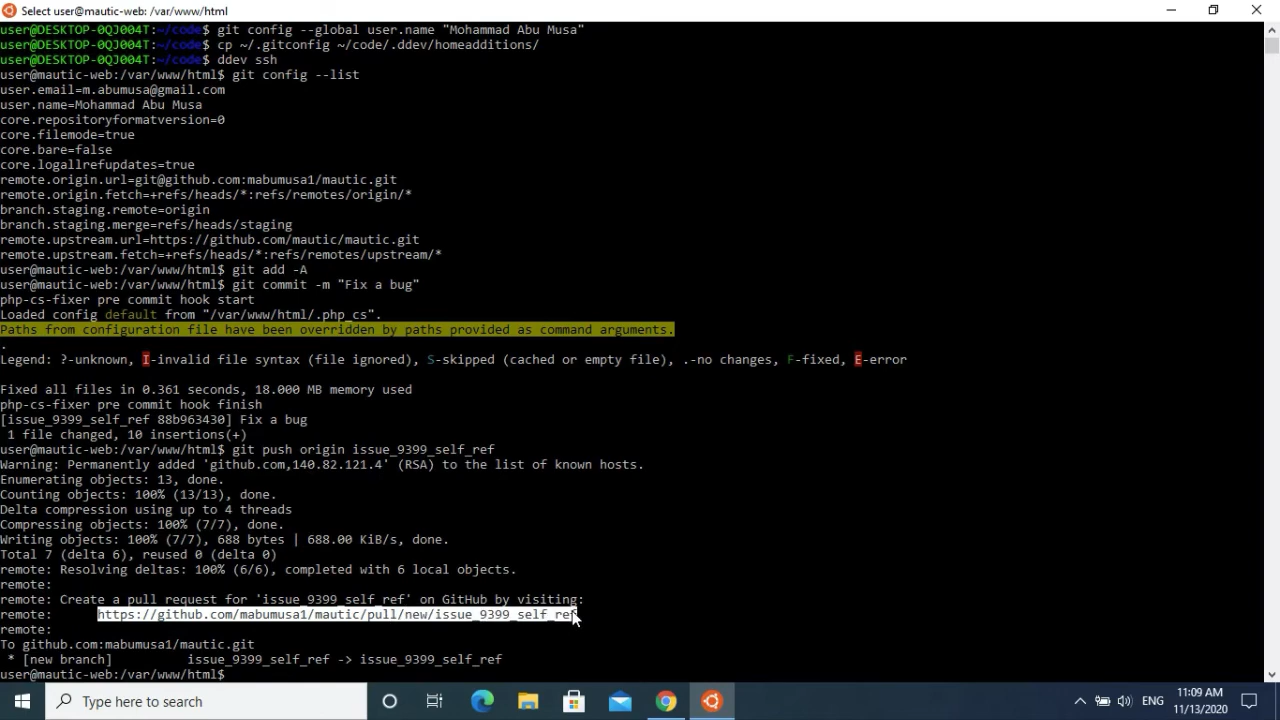 Select user@mautic-web: /var/www/html
user@DESKTOP-0QJ004T:~/code$ git config --global user.name "Mohammad Abu Musa"
user@DESKTOP-0QJ004T:~/code$ cp ~/.gitconfig ~/code/.ddev/homeadditions/
user@DESKTOP-0QJ004T:~/code$ ddev ssh
user@mautic-web:/var/www/html$ git config --list
user.email=m.abumusa@gmail.com
user.name=Mohammad Abu Musa
core.repositoryformatversion=0
core.filemode=true
core.bare=false
core.logallrefupdates=true
remote.origin.url=git@github.com:mabumusa1/mautic.git
remote.origin.fetch=+refs/heads/*:refs/remotes/origin/*
branch.staging.remote=origin
branch.staging.merge=refs/heads/staging
remote.upstream.url=https://github.com/mautic/mautic.git
remote.upstream.fetch=+refs/heads/*:refs/remotes/upstream/*
user@mautic-web:/var/www/html$ git add -A
user@mautic-web:/var/www/html$ git commit -m "Fix a bug"
php-cs-fixer pre commit hook start
Loaded config default from "/var/www/html/.php_cs".
Paths from configuration file have been overridden by paths provided as command arguments.
.
Legend: ?-unknown, I-invalid file syntax (file ignored), S-skipped (cached or empty file), .-no changes, F-fixed, E-error
Fixed all files in 0.361 seconds, 18.000 MB memory used
php-cs-fixer pre commit hook finish
[issue_9399_self_ref 88b963430] Fix a bug
1 file changed, 10 insertions(+)
user@mautic-web:/var/www/html$ git push origin issue_9399_self_ref
Warning: Permanently added 'github.com,140.82.121.4' (RSA) to the list of known hosts.
Enumerating objects: 13, done.
Counting objects: 100% (13/13), done.
Delta compression using up to 4 threads
Compressing objects: 100% (7/7), done.
Writing objects: 100% (7/7), 688 bytes | 688.00 KiB/s, done.
Total 7 (delta 6), reused 0 (delta 0)
remote: Resolving deltas: 100% (6/6), completed with 6 local objects.
remote:
remote: Create a pull request for 'issue_9399_self_ref' on GitHub by visiting:
remote:      https://github.com/mabumusa1/mautic/pull/new/issue_9399_self_ref
remote:
To github.com:mabumusa1/mautic.git
* [new branch]          issue_9399_self_ref -> issue_9399_self_ref
user@mautic-web:/var/www/html$
Type here to search
ENG
11:09 AM
11/13/2020